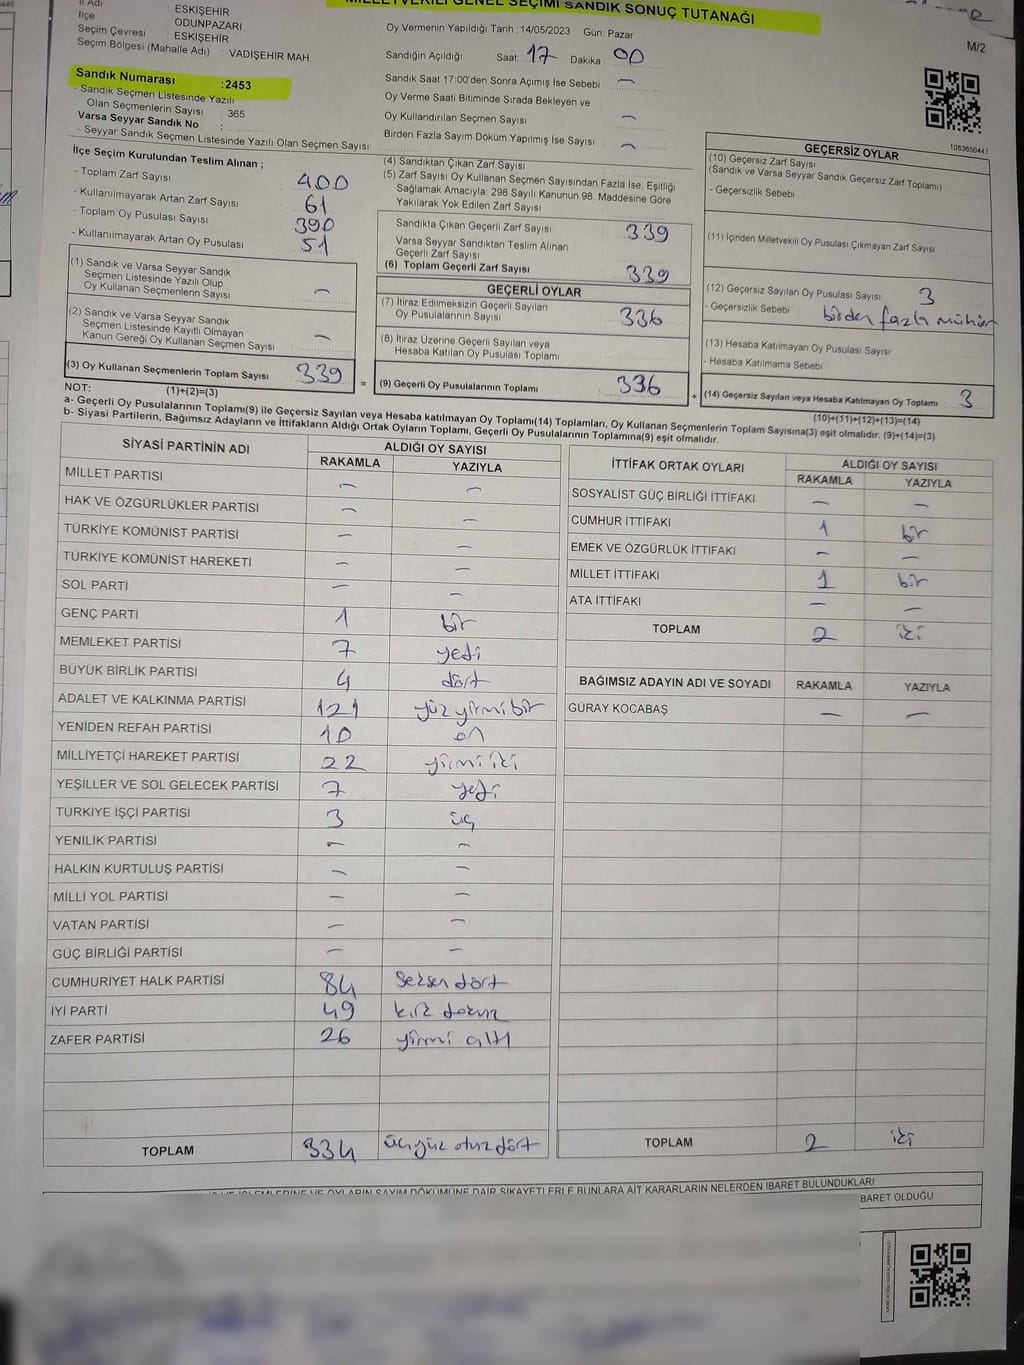 İl Adı : ESKİŞEHİR
İlçe : ODUNPAZARI
Seçim Çevresi : ESKİŞEHİR
Seçim Bölgesi (Mahalle Adı) : VADİŞEHİR MAH
MİLLETVEKİLİ GENEL SEÇİMİ SANDIK SONUÇ TUTANAĞI
M/2
Sandık Numarası :2453
- Sandık Seçmen Listesinde Yazılı
Olan Seçmenlerin Sayısı : 365
Varsa Seyyar Sandık No :
- Seyyar Sandık Seçmen Listesinde Yazılı Olan Seçmen Sayısı:
Oy Vermenin Yapıldığı Tarih :14/05/2023 Gün: Pazar
Sandığın Açıldığı Saat: 17 Dakika : 00
Sandık Saat 17:00'den Sonra Açımış İse Sebebi : —
Oy Verme Saati Bitiminde Sırada Bekleyen ve
Oy Kullandırılan Seçmen Sayısı : —
Birden Fazla Sayım Döküm Yapılmış İse Sayısı : —
1083650447
İlçe Seçim Kurulundan Teslim Alınan ;
- Toplam Zarf Sayısı : 400
- Kullanılmayarak Artan Zarf Sayısı : 61
- Toplam Oy Pusulası Sayısı : 390
- Kullanılmayarak Artan Oy Pusulası : 51
(1) Sandık ve Varsa Seyyar Sandık
Seçmen Listesinde Yazılı Olup
Oy Kullanan Seçmenlerin Sayısı : —
(2) Sandık ve Varsa Seyyar Sandık
Seçmen Listesinde Kayıtlı Olmayan
Kanun Gereği Oy Kullanan Seçmen Sayısı : —
(3) Oy Kullanan Seçmenlerin Toplam Sayısı : 339
(1)+(2)=(3)
(4) Sandıktan Çıkan Zarf Sayısı :
(5) Zarf Sayısı Oy Kullanan Seçmen Sayısından Fazla İse, Eşitliği
Sağlamak Amacıyla; 298 Sayılı Kanunun 98. Maddesine Göre
Yakılarak Yok Edilen Zarf Sayısı :
Sandıkta Çıkan Geçerli Zarf Sayısı : 339
Varsa Seyyar Sandıktan Teslim Alınan
Geçerli Zarf Sayısı :
(6) Toplam Geçerli Zarf Sayısı : 339
GEÇERLİ OYLAR
(7) İtiraz Edilmeksizin Geçerli Sayılan
Oy Pusulalarının Sayısı : 336
(8) İtiraz Üzerine Geçerli Sayılan veya
Hesaba Katılan Oy Pusulası Toplamı :
= (9) Geçerli Oy Pusulalarının Toplamı : 336
GEÇERSİZ OYLAR
(10) Geçersiz Zarf Sayısı
(Sandık ve Varsa Seyyar Sandık Geçersiz Zarf Toplamı) :
- Geçersizlik Sebebi :
(11) İçinden Milletvekili Oy Pusulası Çıkmayan Zarf Sayısı :
(12) Geçersiz Sayılan Oy Pusulası Sayısı : 3
- Geçersizlik Sebebi : birden fazla mühür
(13) Hesaba Katılmayan Oy Pusulası Sayısı :
- Hesaba Katılmama Sebebi :
+ (14) Geçersiz Sayılan veya Hesaba Katılmayan Oy Toplamı : 3
(10)+(11)+(12)+(13)=(14)
NOT:
a- Geçerli Oy Pusulalarının Toplamı(9) ile Geçersiz Sayılan veya Hesaba katılmayan Oy Toplamı(14) Toplamları, Oy Kullanan Seçmenlerin Toplam Sayısına(3) eşit olmalıdır. (9)+(14)=(3)
b- Siyasi Partilerin, Bağımsız Adayların ve İttifakların Aldığı Ortak Oyların Toplamı, Geçerli Oy Pusulalarının Toplamına(9) eşit olmalıdır.
SİYASİ PARTİNİN ADI ALDIĞI OY SAYISI
RAKAMLA YAZIYLA
MİLLET PARTİSİ — —
HAK VE ÖZGÜRLÜKLER PARTİSİ — —
TÜRKİYE KOMÜNİST PARTİSİ — —
TÜRKİYE KOMÜNİST HAREKETİ — —
SOL PARTİ — —
GENÇ PARTİ 1 bir
MEMLEKET PARTİSİ 7 yedi
BÜYÜK BİRLİK PARTİSİ 4 dört
ADALET VE KALKINMA PARTİSİ 121 yüz yirmi bir
YENİDEN REFAH PARTİSİ 10 on
MİLLİYETÇİ HAREKET PARTİSİ 22 yirmi iki
YEŞİLLER VE SOL GELECEK PARTİSİ 7 yedi
TÜRKİYE İŞÇİ PARTİSİ 3 üç
YENİLİK PARTİSİ — —
HALKIN KURTULUŞ PARTİSİ — —
MİLLİ YOL PARTİSİ — —
VATAN PARTİSİ — —
GÜÇ BİRLİĞİ PARTİSİ — —
CUMHURİYET HALK PARTİSİ 84 seksen dört
İYİ PARTİ 49 kırk dokuz
ZAFER PARTİSİ 26 yirmi altı
TOPLAM 334 üçyüz otuz dört
İTTİFAK ORTAK OYLARI ALDIĞI OY SAYISI
RAKAMLA YAZIYLA
SOSYALİST GÜÇ BİRLİĞİ İTTİFAKI — —
CUMHUR İTTİFAKI 1 bir
EMEK VE ÖZGÜRLÜK İTTİFAKI — —
MİLLET İTTİFAKI 1 bir
ATA İTTİFAKI — —
TOPLAM 2 iki
BAĞIMSIZ ADAYIN ADI VE SOYADI RAKAMLA YAZIYLA
GÜRAY KOCABAŞ — —
TOPLAM 2 iki
İŞLEMLERİNE VE OYLARIN SAYIM DÖKÜMÜNE DAİR ŞİKAYETLERLE BUNLARA AİT KARARLARIN NELERDEN İBARET BULUNDUKLARI
BARET OLDUĞU